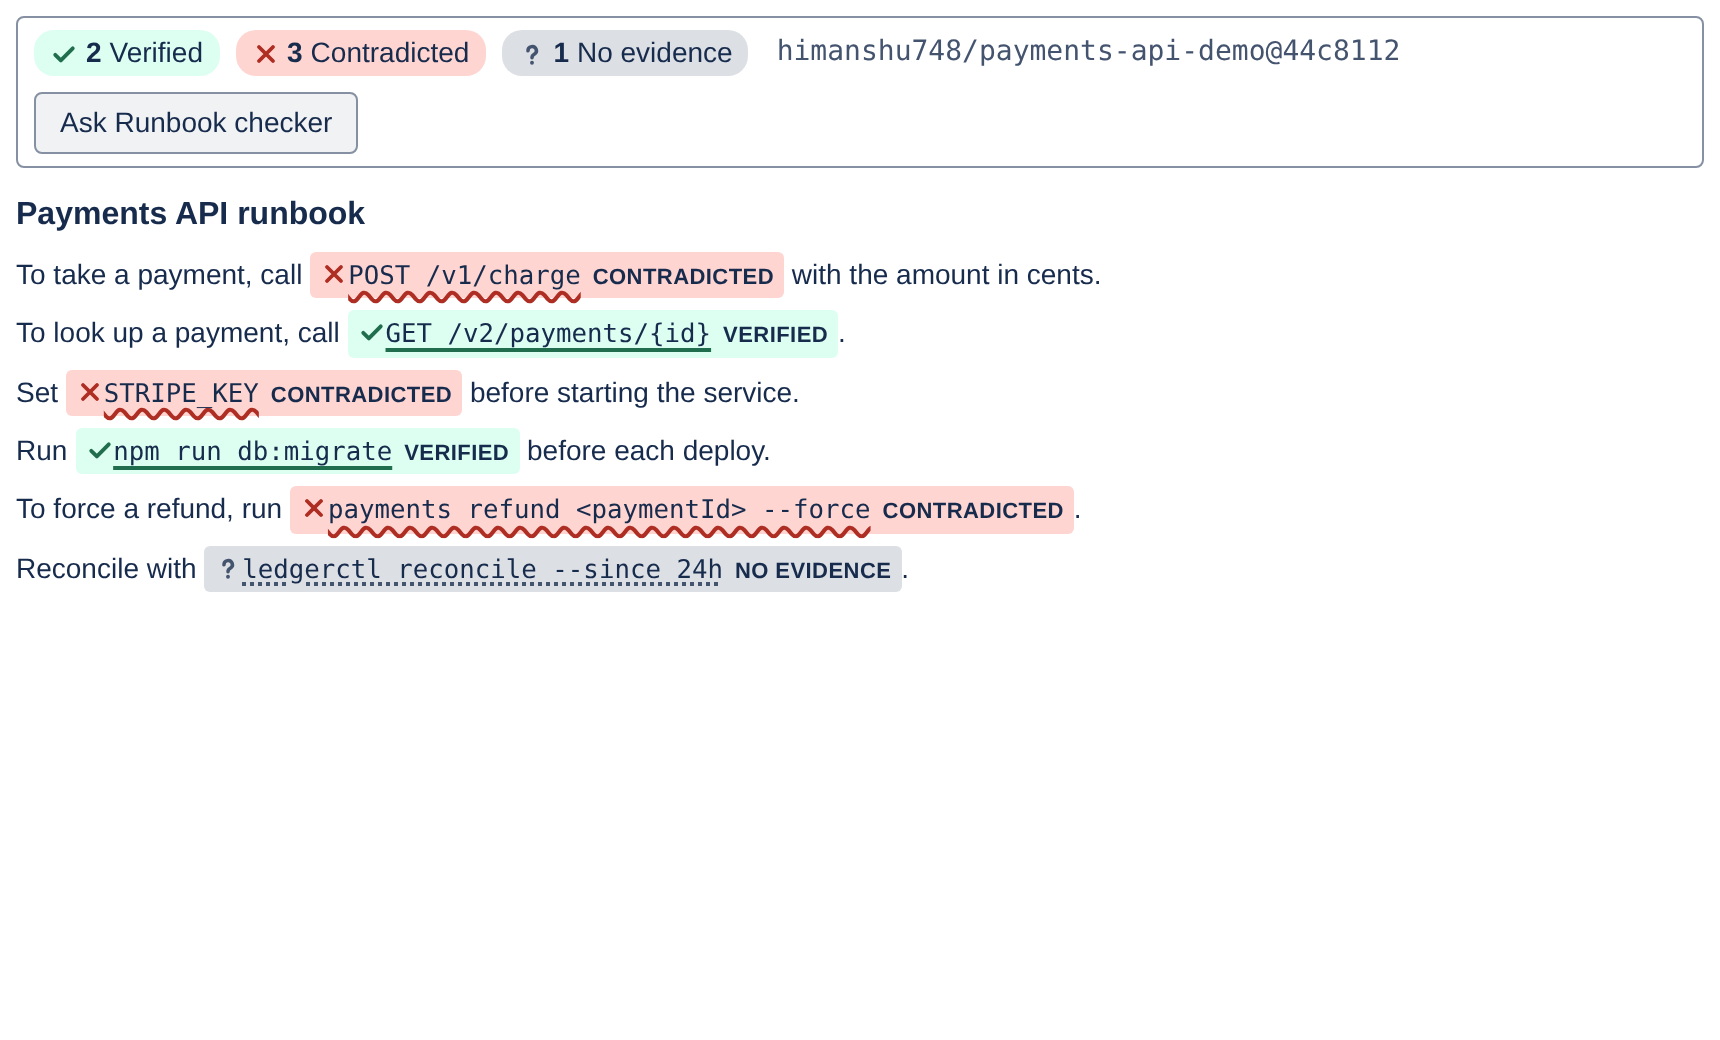 2 Verified 3 Contradicted ? 1 No evidence himanshu748/payments-api-demo@44c8112
Ask Runbook checker
Payments API runbook
To take a payment, call POST /v1/charge CONTRADICTED with the amount in cents.
To look up a payment, call GET /v2/payments/{id} VERIFIED.
Set STRIPE_KEY CONTRADICTED before starting the service.
Run npm run db:migrate VERIFIED before each deploy.
To force a refund, run payments refund <paymentId> --force CONTRADICTED.
Reconcile with ? ledgerctl reconcile --since 24h NO EVIDENCE.